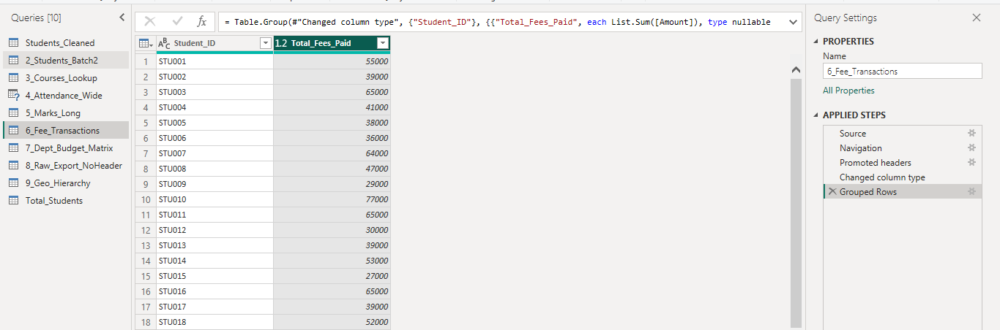 Queries [10]
Students_Cleaned
2_Students_Batch2
3_Courses_Lookup
4_Attendance_Wide
5_Marks_Long
6_Fee_Transactions
7_Dept_Budget_Matrix
8_Raw_Export_NoHeader
9_Geo_Hierarchy
Total_Students
fx = Table.Group(#"Changed column type", {"Student_ID"}, {{"Total_Fees_Paid", each List.Sum([Amount]), type nullable
ABC Student_ID 1.2 Total_Fees_Paid
1 STU001 55000
2 STU002 39000
3 STU003 65000
4 STU004 41000
5 STU005 38000
6 STU006 36000
7 STU007 64000
8 STU008 47000
9 STU009 29000
10 STU010 77000
11 STU011 65000
12 STU012 30000
13 STU013 39000
14 STU014 53000
15 STU015 27000
16 STU016 65000
17 STU017 39000
18 STU018 52000
Query Settings
PROPERTIES
Name
6_Fee_Transactions
All Properties
APPLIED STEPS
Source
Navigation
Promoted headers
Changed column type
Grouped Rows